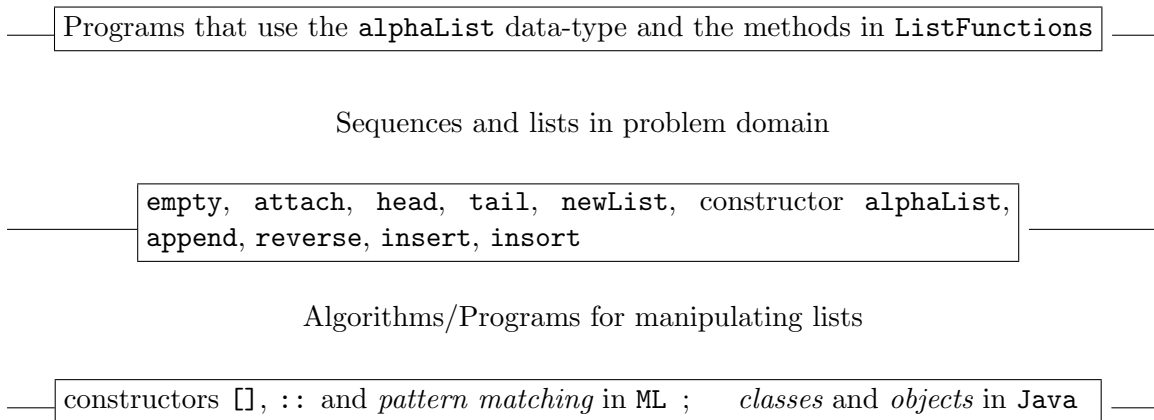 Programs that use the alphaList data-type and the methods in ListFunctions
Sequences and lists in problem domain
empty, attach, head, tail, newList, constructor alphaList,
append, reverse, insert, insort
Algorithms/Programs for manipulating lists
constructors [], :: and pattern matching in ML ; classes and objects in Java